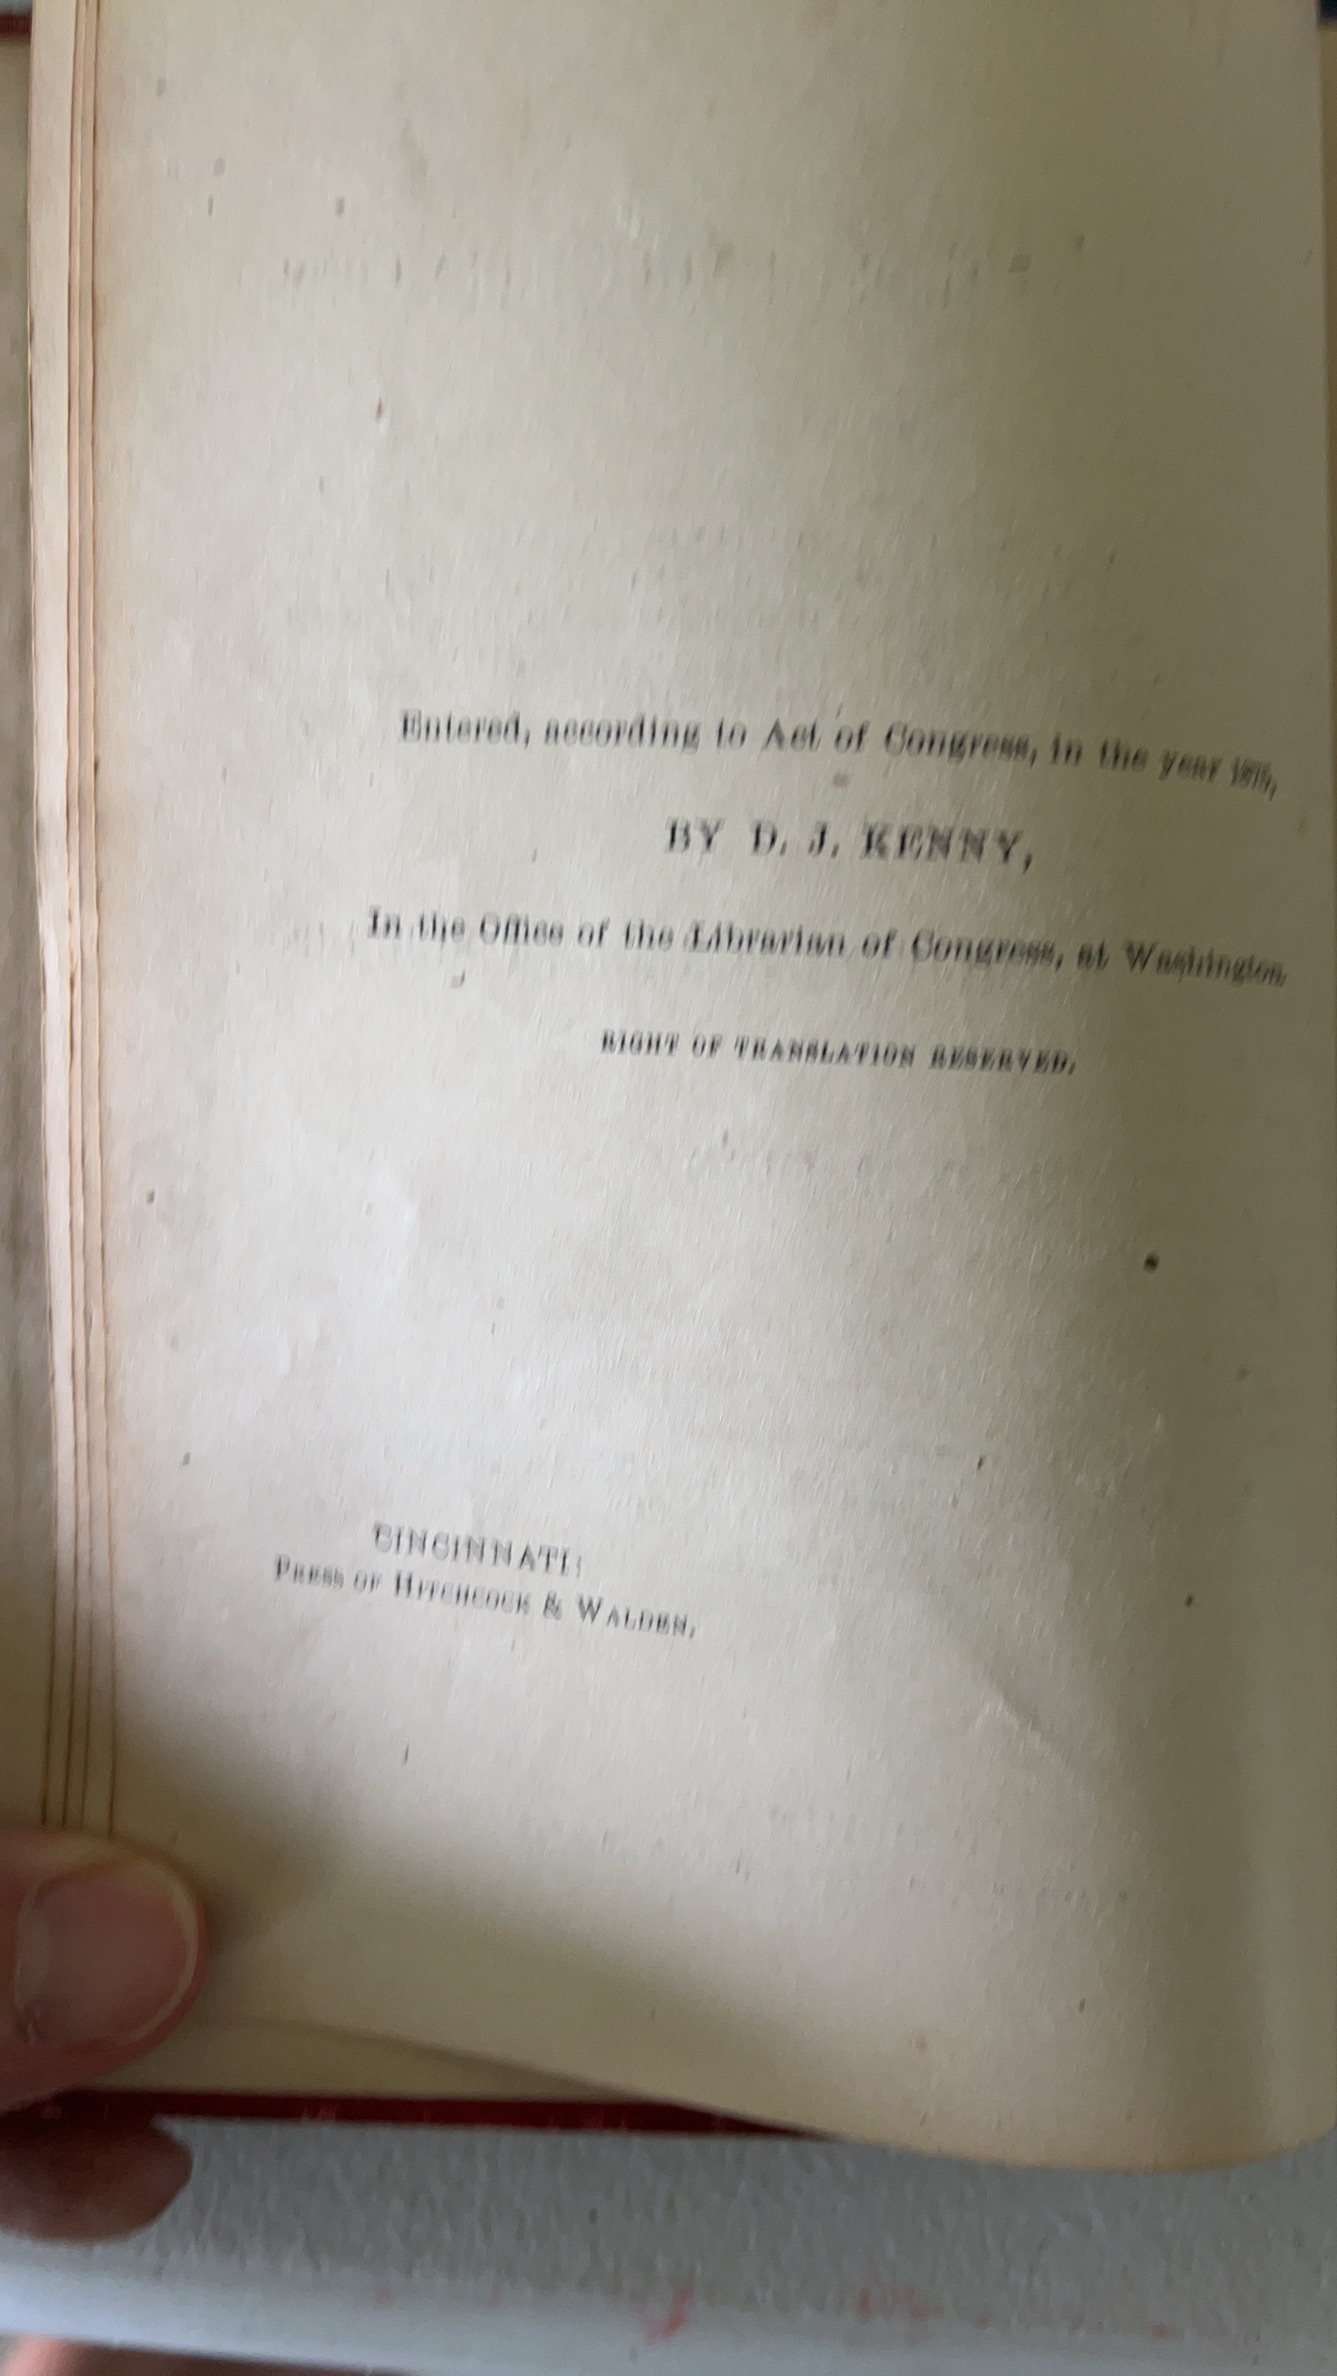 Entered, according to Act of Congress, in the year 1875,
BY D. J. KENNY,
In the Office of the Librarian of Congress, at Washington.
RIGHT OF TRANSLATION RESERVED.
CINCINNATI:
PRESS OF HITCHCOCK & WALDEN.